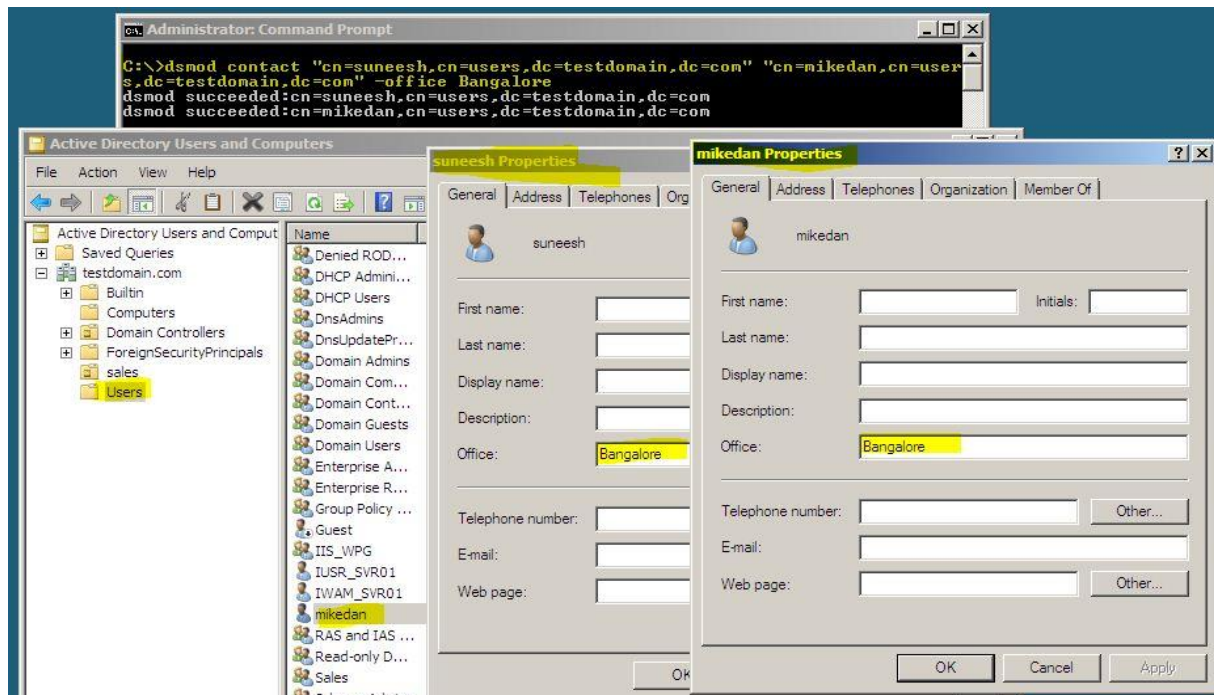 Administrator: Command Prompt
C:\>dsmod contact "cn=suneesh,cn=users,dc=testdomain,dc=com" "cn=mikedan,cn=user
s,dc=testdomain,dc=com" -office Bangalore
dsmod succeeded:cn=suneesh,cn=users,dc=testdomain,dc=com
dsmod succeeded:cn=mikedan,cn=users,dc=testdomain,dc=com
Active Directory Users and Computers
File Action View Help
Active Directory Users and Comput
Saved Queries
testdomain.com
Builtin
Computers
Domain Controllers
ForeignSecurityPrincipals
sales
Users
Name
Denied ROD...
DHCP Admini...
DHCP Users
DnsAdmins
DnsUpdatePr...
Domain Admins
Domain Com...
Domain Cont...
Domain Guests
Domain Users
Enterprise A...
Enterprise R...
Group Policy ...
Guest
IIS_WPG
IUSR_SVR01
IWAM_SVR01
mikedan
RAS and IAS ...
Read-only D...
Sales
suneesh Properties
General Address Telephones Org
suneesh
First name:
Last name:
Display name:
Description:
Office: Bangalore
Telephone number:
E-mail:
Web page:
OK
mikedan Properties
General Address Telephones Organization Member Of
mikedan
First name: Initials:
Last name:
Display name:
Description:
Office: Bangalore
Telephone number: Other...
E-mail:
Web page: Other...
OK Cancel Apply